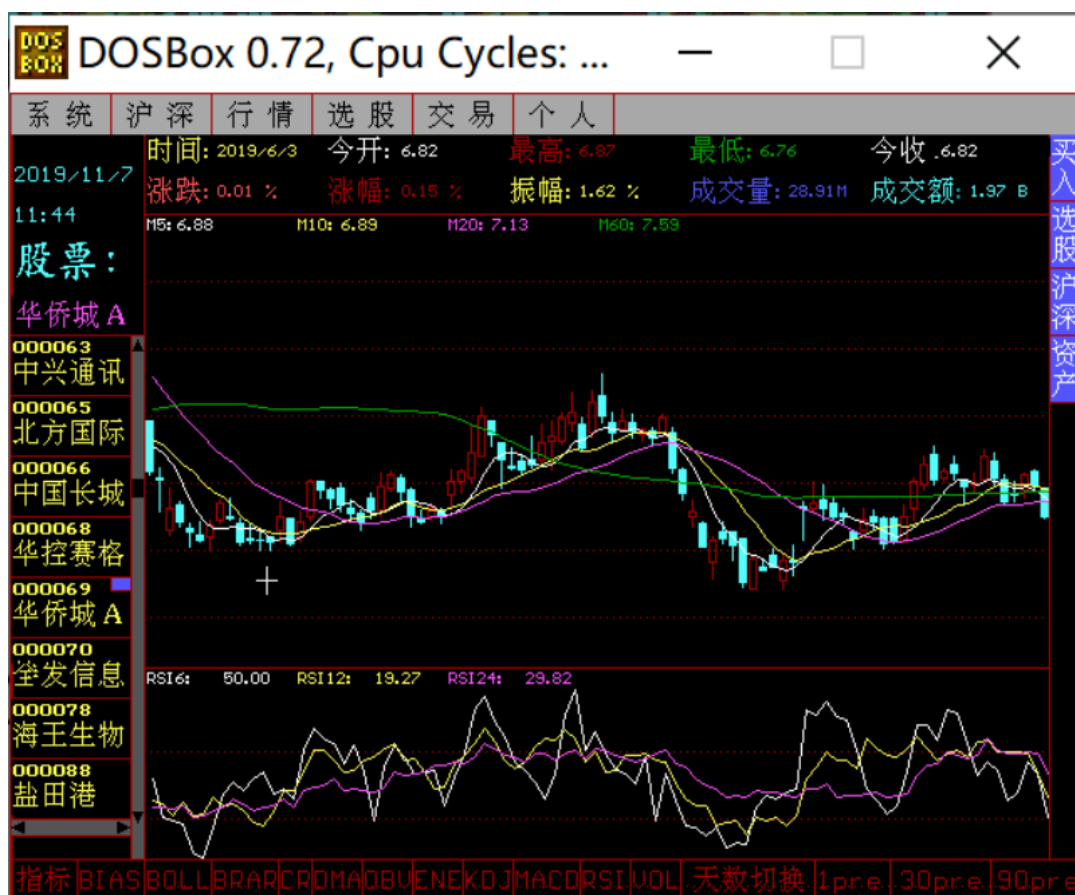 DOSBox 0.72, Cpu Cycles: ...
系统 沪深 行情 选股 交易 个人
2019/11/7
11:44
股票:
华侨城A
时间: 2019/6/3 今开: 6.82 最高: 6.87 最低: 6.76 今收.6.82
涨跌: 0.01 % 涨幅: 0.15 % 振幅: 1.62 % 成交量: 28.91M 成交额: 1.97 B
M5: 6.88 M10: 6.89 M20: 7.13 M60: 7.59
买入
选股
沪深
资产
000063
中兴通讯
000065
北方国际
000066
中国长城
000068
华控赛格
000069
华侨城A
000070
发信息
000078
海王生物
000088
盐田港
RSI6: 50.00 RSI12: 19.27 RSI24: 29.82
指标 BIAS BOLL BRAR CR DMA OBV ENE KDJ MACD RSI VOL 天数切换 1pre 30pre 90pre